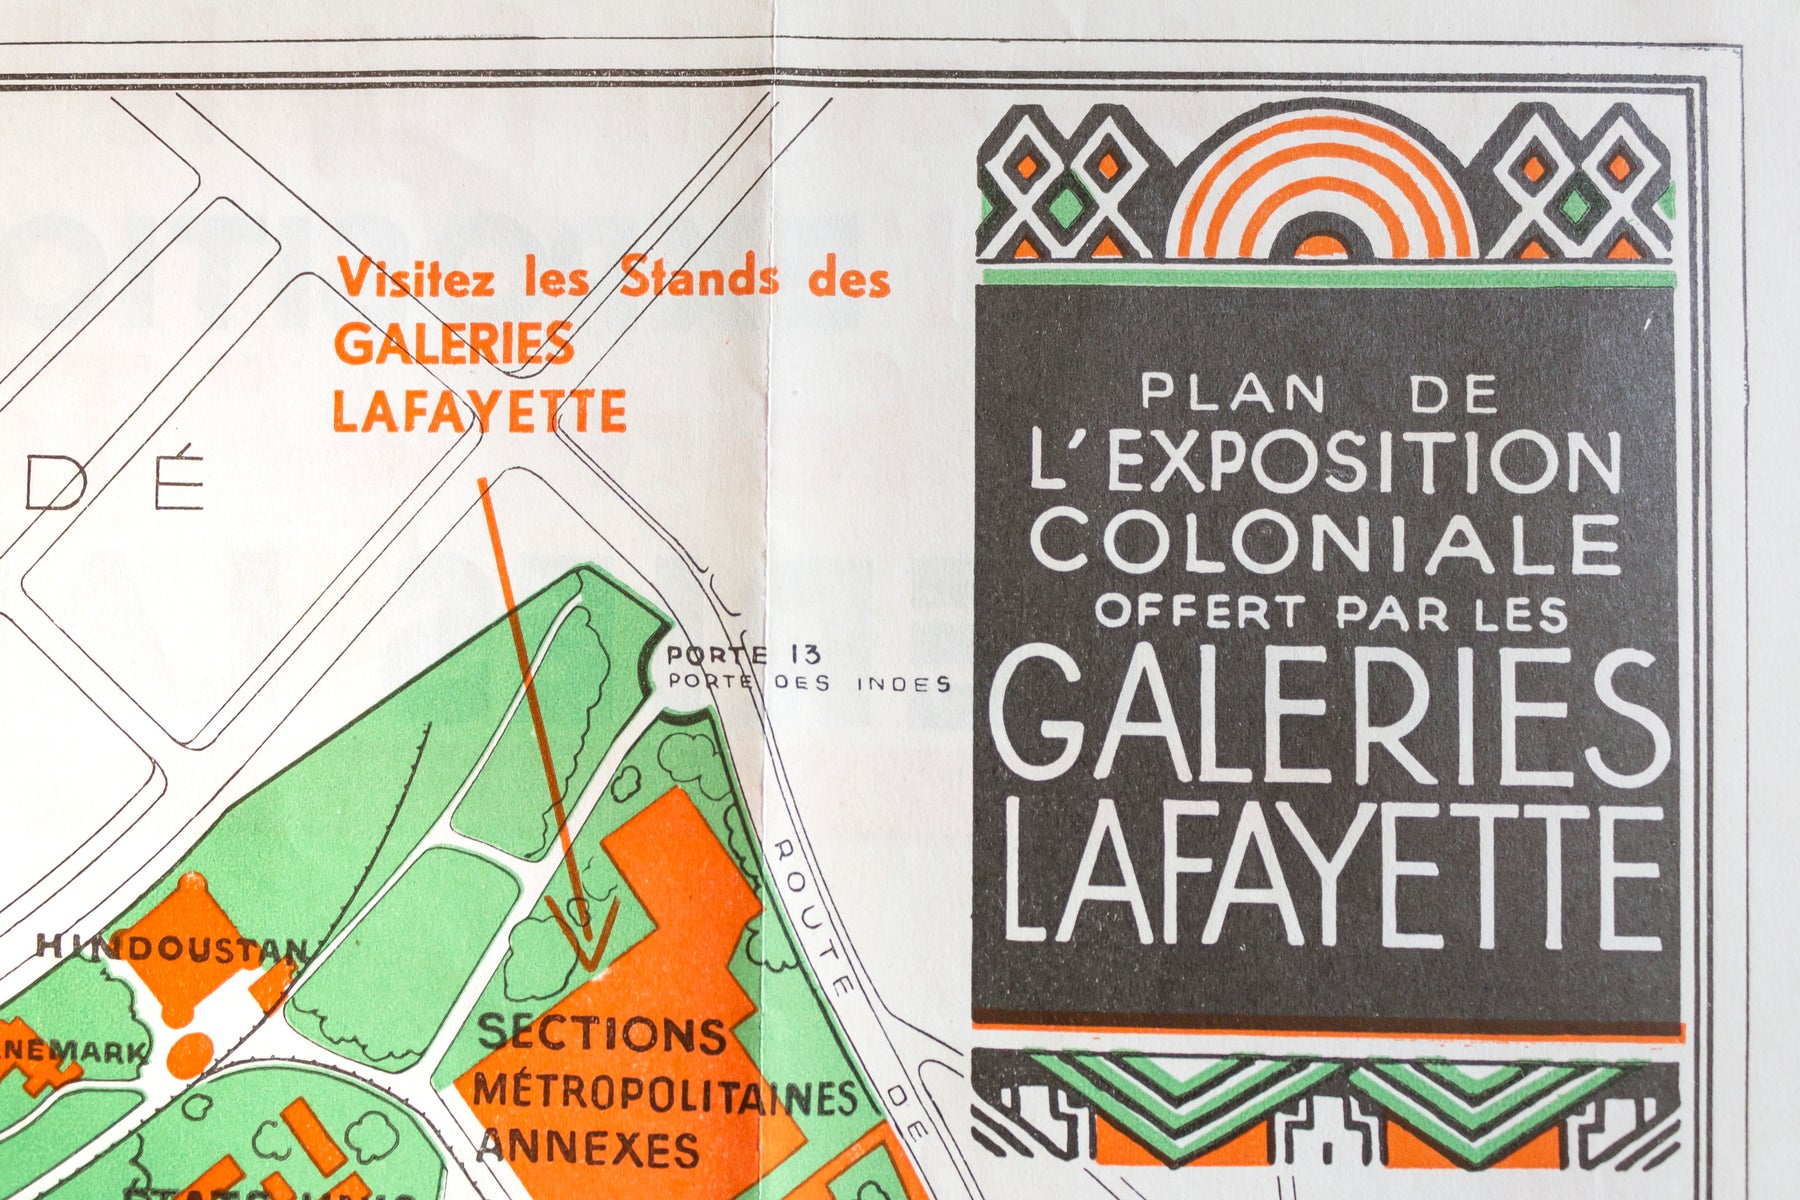 Visitez les Stands des
GALERIES
LAFAYETTE
D É
PORTE 13
PORTE DES INDES
ROUTE DE
HINDOUSTAN
NEMARK
SECTIONS
MÉTROPOLITAINES
ANNEXES
PLAN DE
L'EXPOSITION
COLONIALE
OFFERT PAR LES
GALERIES
LAFAYETTE